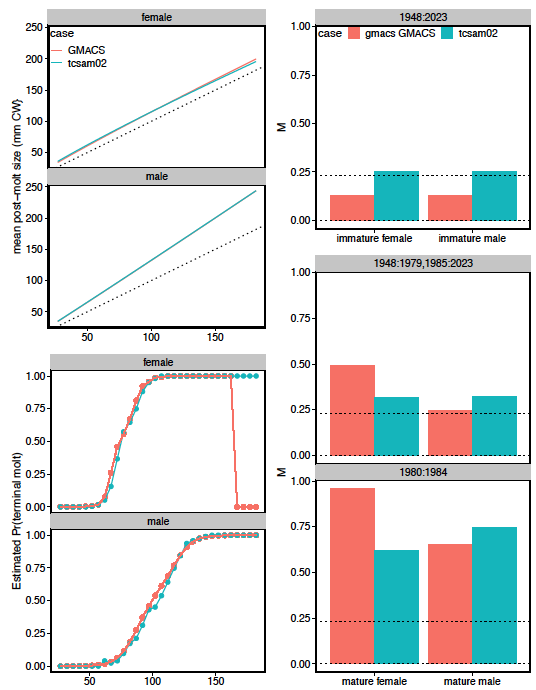 female
250
200
150
100
50
case
GMACS
tcsam02
mean post−molt size (mm CW)
male
250
200
150
100
50
50 100 150
female
1.00
0.75
0.50
0.25
0.00
Estimated Pr(terminal molt)
male
1.00
0.75
0.50
0.25
0.00
50 100 150
1948:2023
case gmacs GMACS tcsam02
1.00
0.75
0.50
0.25
0.00
M
immature female immature male
1948:1979,1985:2023
1.00
0.75
0.50
0.25
0.00
M
1980:1984
1.00
0.75
0.50
0.25
0.00
mature female mature male